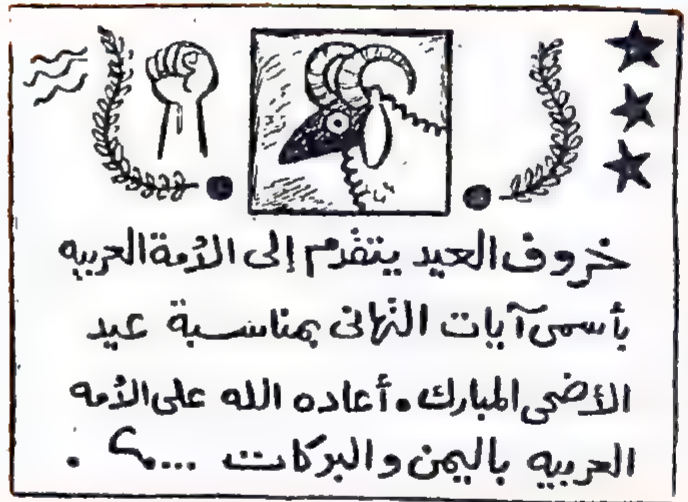 خروف العيد يتقدم إلى الأمة العربيه
بأسمى آيات التهانى بمناسبة عيد
الأضحى المبارك . أعاده الله على الأمه
العربيه باليمن والبركات ...؟ .